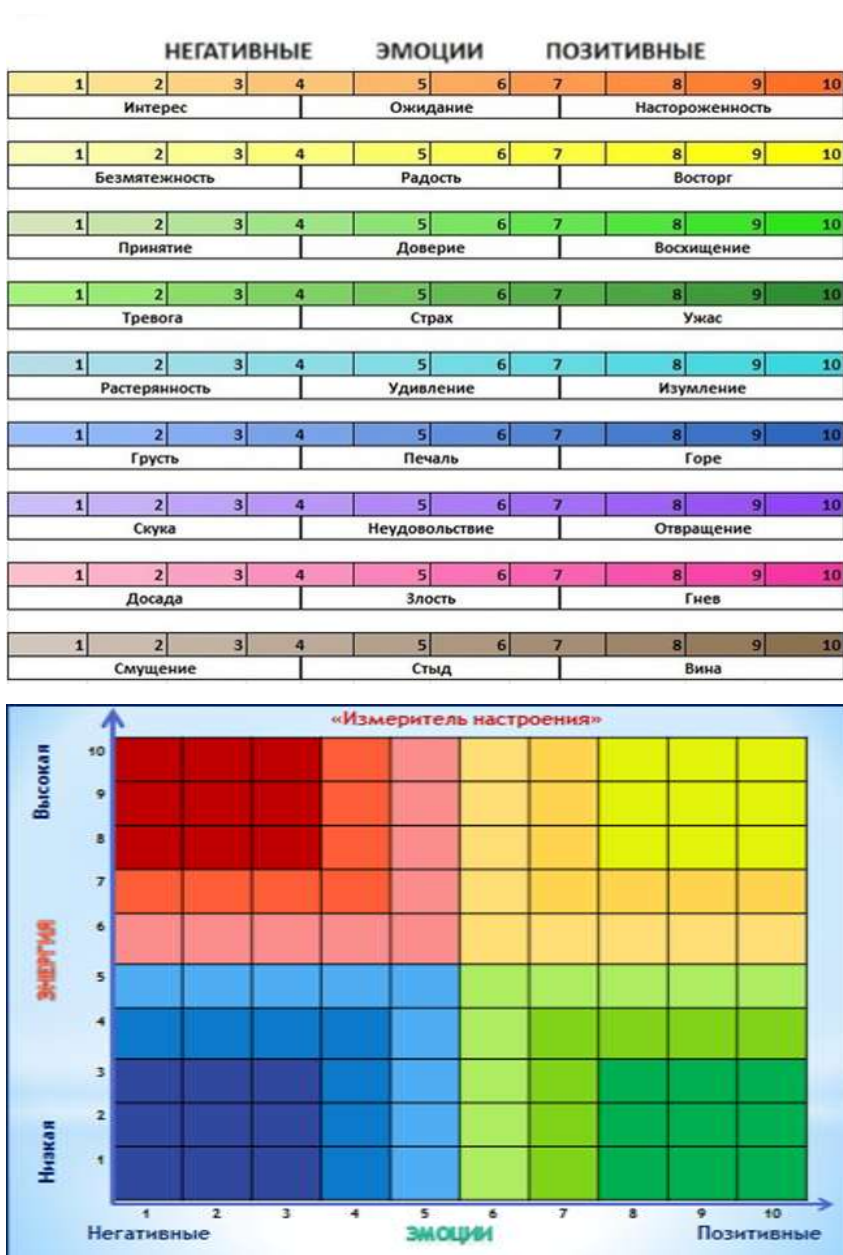 НЕГАТИВНЫЕ ЭМОЦИИ ПОЗИТИВНЫЕ
1 2 3 4 5 6 7 8 9 10
Интерес Ожидание Настороженность
1 2 3 4 5 6 7 8 9 10
Безмятежность Радость Восторг
1 2 3 4 5 6 7 8 9 10
Принятие Доверие Восхищение
1 2 3 4 5 6 7 8 9 10
Тревога Страх Ужас
1 2 3 4 5 6 7 8 9 10
Растерянность Удивление Изумление
1 2 3 4 5 6 7 8 9 10
Грусть Печаль Горе
1 2 3 4 5 6 7 8 9 10
Скука Неудовольствие Отвращение
1 2 3 4 5 6 7 8 9 10
Досада Злость Гнев
1 2 3 4 5 6 7 8 9 10
Смущение Стыд Вина
«Измеритель настроения»
Высокая
ЭНЕРГИЯ
Низкая
10
9
8
7
6
5
4
3
2
1
1 2 3 4 5 6 7 8 9 10
Негативные ЭМОЦИИ Позитивные